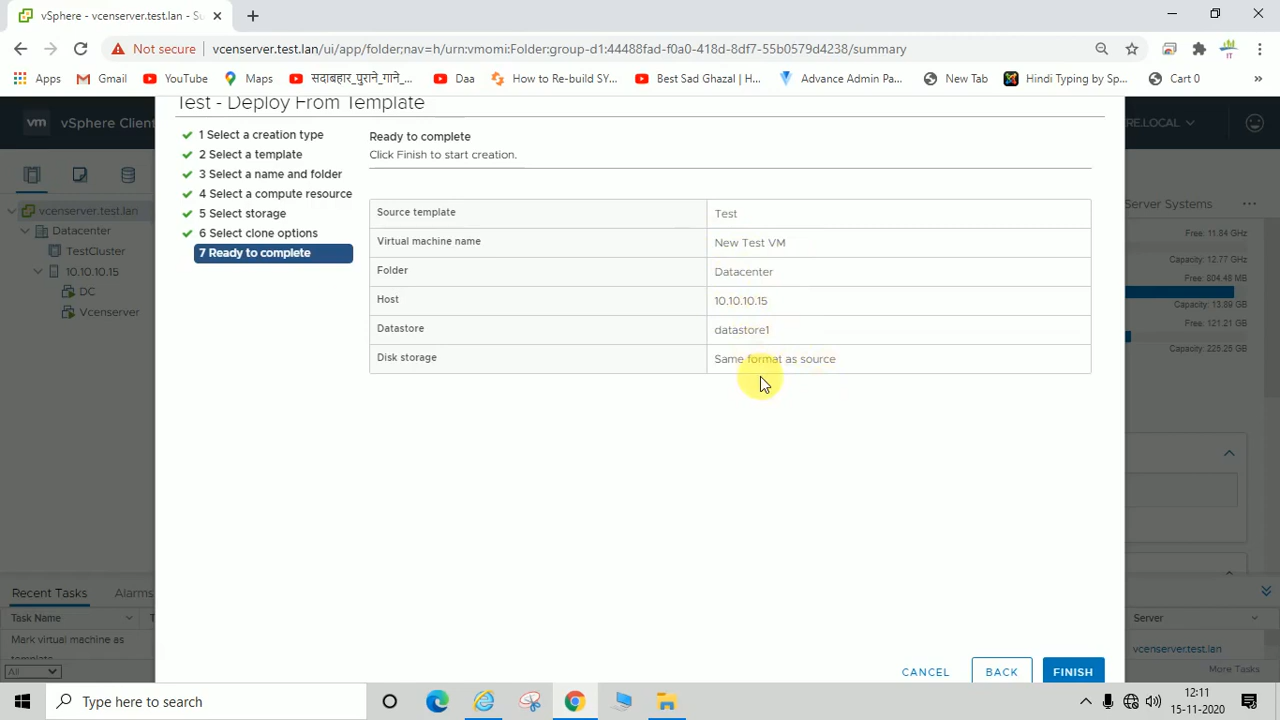 vSphere - vcenserver.test.lan - Su
Not secure vcenserver.test.lan/ui/app/folder;nav=h/urn:vmomi:Folder:group-d1:44488fad-f0a0-418d-8df7-55b0579d4238/summary
Apps Gmail YouTube Maps सदाबहार_पुराने_गाने_... Daa How to Re-build SY... Best Sad Ghazal | H... Advance_admin Pa... New Tab Hindi Typing by Sp... Cart 0 »
IT
vm vSphere Clien RE.LOCAL
Test - Deploy From Template
1 Select a creation type
2 Select a template
3 Select a name and folder
4 Select a compute resource
5 Select storage
6 Select clone options
7 Ready to complete
Ready to complete
Click Finish to start creation.
Source template Test
Virtual machine name New Test VM
Folder Datacenter
Host 10.10.10.15
Datastore datastore1
Disk storage Same format as source
vcenserver.test.lan
Datacenter
TestCluster
10.10.10.15
DC
Vcenserver
Server Systems ...
Free: 11.84 GHz
Capacity: 12.77 GHz
Free: 804.46 MB
Capacity: 13.89 GB
Free: 121.21 GB
Capacity: 225.25 GB
Recent Tasks Alarms
Task Name T Server
Mark virtual machine as
template
vcenserver.test.lan
All More Tasks
CANCEL BACK FINISH
Type here to search
12:11
15-11-2020